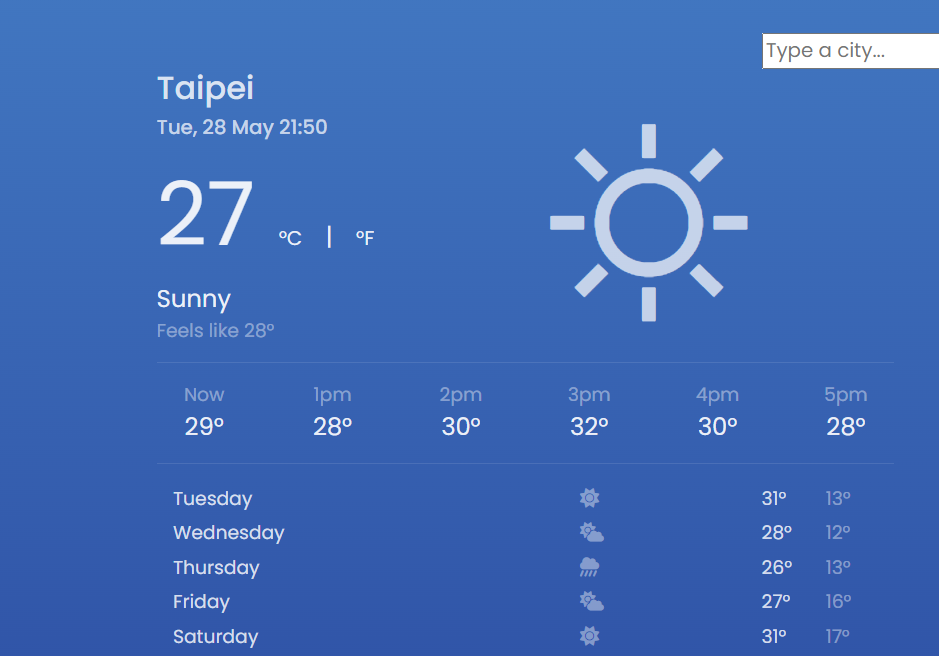 Type a city...
Taipei
Tue, 28 May 21:50
27 °C | °F
Sunny
Feels like 28°
Now 1pm 2pm 3pm 4pm 5pm
29° 28° 30° 32° 30° 28°
Tuesday 31° 13°
Wednesday 28° 12°
Thursday 26° 13°
Friday 27° 16°
Saturday 31° 17°